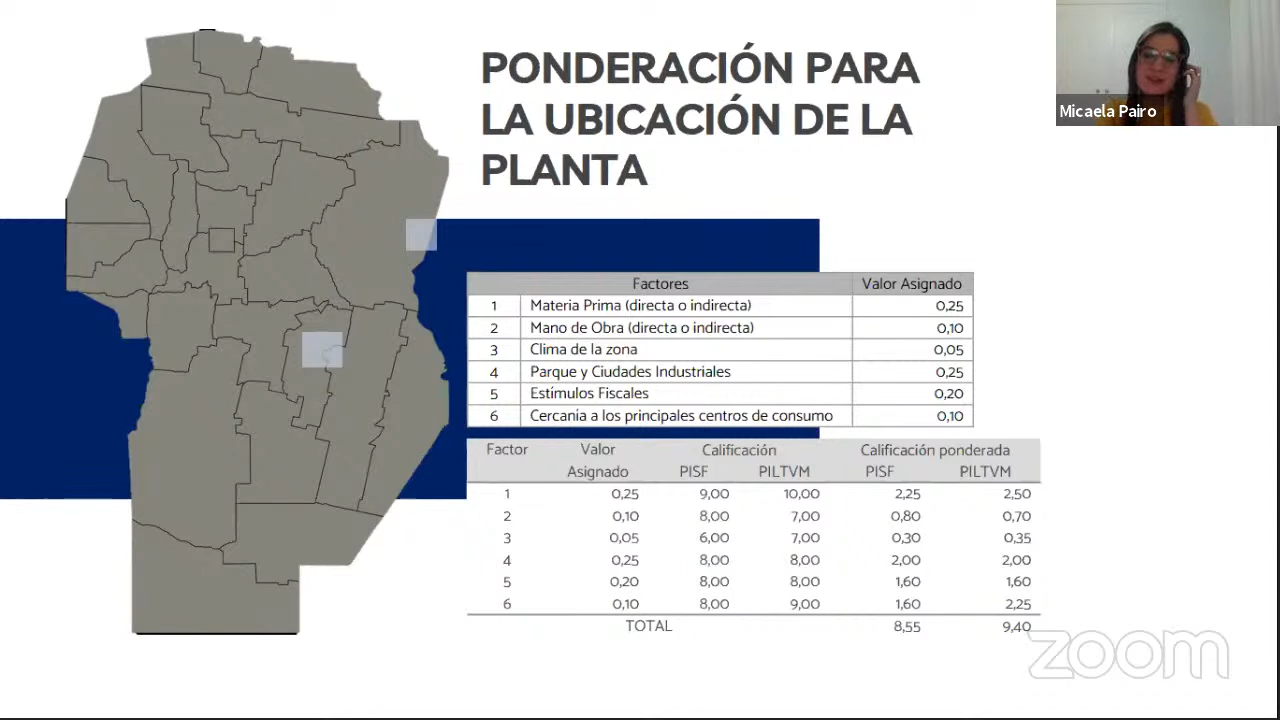 PONDERACIÓN PARA
LA UBICACIÓN DE LA
PLANTA
Micaela Pairo
Factores Valor Asignado
1 Materia Prima (directa o indirecta) 0,25
2 Mano de Obra (directa o indirecta) 0,10
3 Clima de la zona 0,05
4 Parque y Ciudades Industriales 0,25
5 Estímulos Fiscales 0,20
6 Cercanía a los principales centros de consumo 0,10
Factor Valor Calificación Calificación ponderada
Asignado PISF PILTVM PISF PILTVM
1 0,25 9,00 10,00 2,25 2,50
2 0,10 8,00 7,00 0,80 0,70
3 0,05 6,00 7,00 0,30 0,35
4 0,25 8,00 8,00 2,00 2,00
5 0,20 8,00 8,00 1,60 1,60
6 0,10 8,00 9,00 1,60 2,25
TOTAL 8,55 9,40
zoom